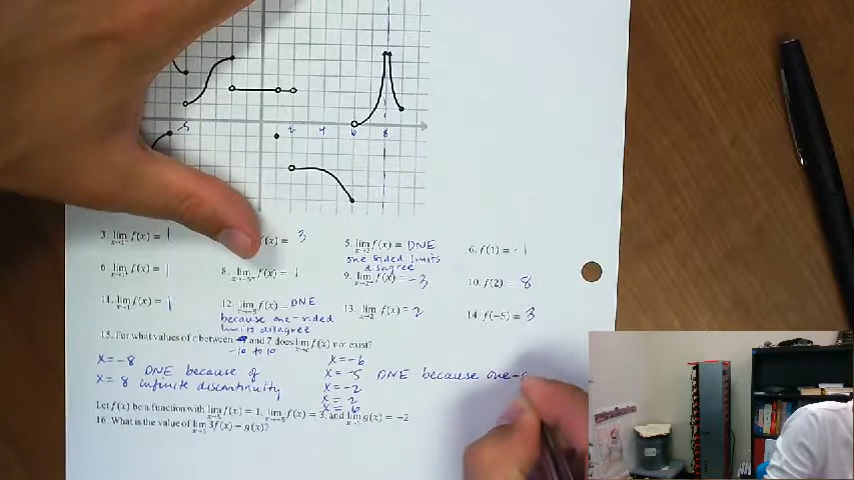 -5 2 4 6 8
3. lim f(x) = 1
f(x) = 3
5. lim f(x) = DNE
one sided limits
disagree
6. f(1) = -1
6. lim f(x) = 1
8. lim f(x) = 1
9. lim f(x) = -3
10. f(2) = 8
11. lim f(x) = 1
12. lim f(x) = DNE
because one-sided
limits disagree
13. lim f(x) = 2
14. f(-5) = 3
15. For what values of c between and 7 does lim f(x) not exist?
-10 to 10
x = -8
DNE because of
x = 8 infinite discontinuity
x = -6
x = -5 DNE because one-s
x = -2
x = 2
x = 6
Let f(x) be a function with lim f(x) = 1, lim f(x) = 3, and lim g(x) = -2
16. What is the value of lim 3f(x) - g(x)?